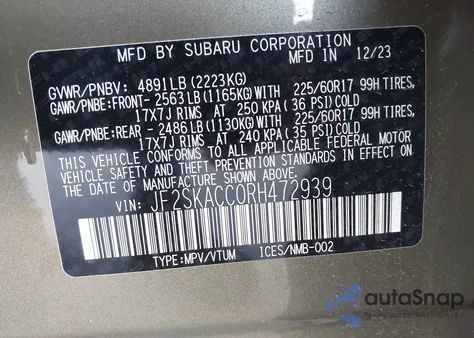 MFD BY SUBARU CORPORATION
MFD IN 12/23
GVWR/PNBV: 4891LB (2223KG)
GAWR/PNBE:FRONT- 2563LB (1165KG)WITH 225/60R17 99H TIRES,
17X7J RIMS AT 250 KPA ( 36 PSI)COLD
GAWR/PNBE:REAR - 2486LB (1130KG)WITH 225/60R17 99H TIRES,
17X7J RIMS AT 240 KPA ( 35 PSI)COLD
THIS VEHICLE CONFORMS TO ALL APPLICABLE FEDERAL MOTOR
VEHICLE SAFETY AND THEFT PREVENTION STANDARDS IN EFFECT
ON THE DATE OF MANUFACTURE SHOWN ABOVE.
VIN: JF2SKACC0RH472939
TYPE:MPV/VTUM ICES/NMB-002
autoSnap